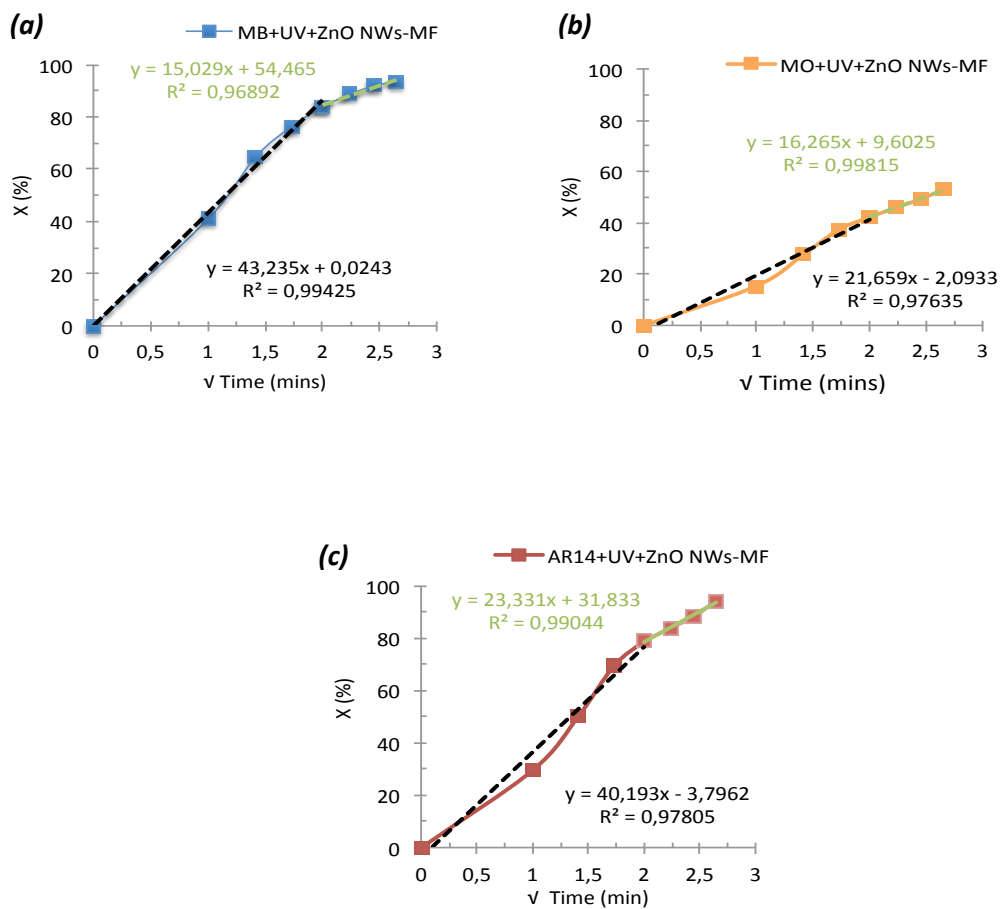 (a)
MB+UV+ZnO NWs-MF
y = 15,029x + 54,465
R² = 0,96892
100
80
60
40
20
0
X (%)
y = 43,235x + 0,0243
R² = 0,99425
0 0,5 1 1,5 2 2,5 3
√ Time (mins)
(b)
MO+UV+ZnO NWs-MF
100
80
60
40
20
0
X (%)
y = 16,265x + 9,6025
R² = 0,99815
y = 21,659x - 2,0933
R² = 0,97635
0 0,5 1 1,5 2 2,5 3
√ Time (mins)
(c)
AR14+UV+ZnO NWs-MF
100
80
60
40
20
0
X (%)
y = 23,331x + 31,833
R² = 0,99044
y = 40,193x - 3,7962
R² = 0,97805
0 0,5 1 1,5 2 2,5 3
√ Time (min)